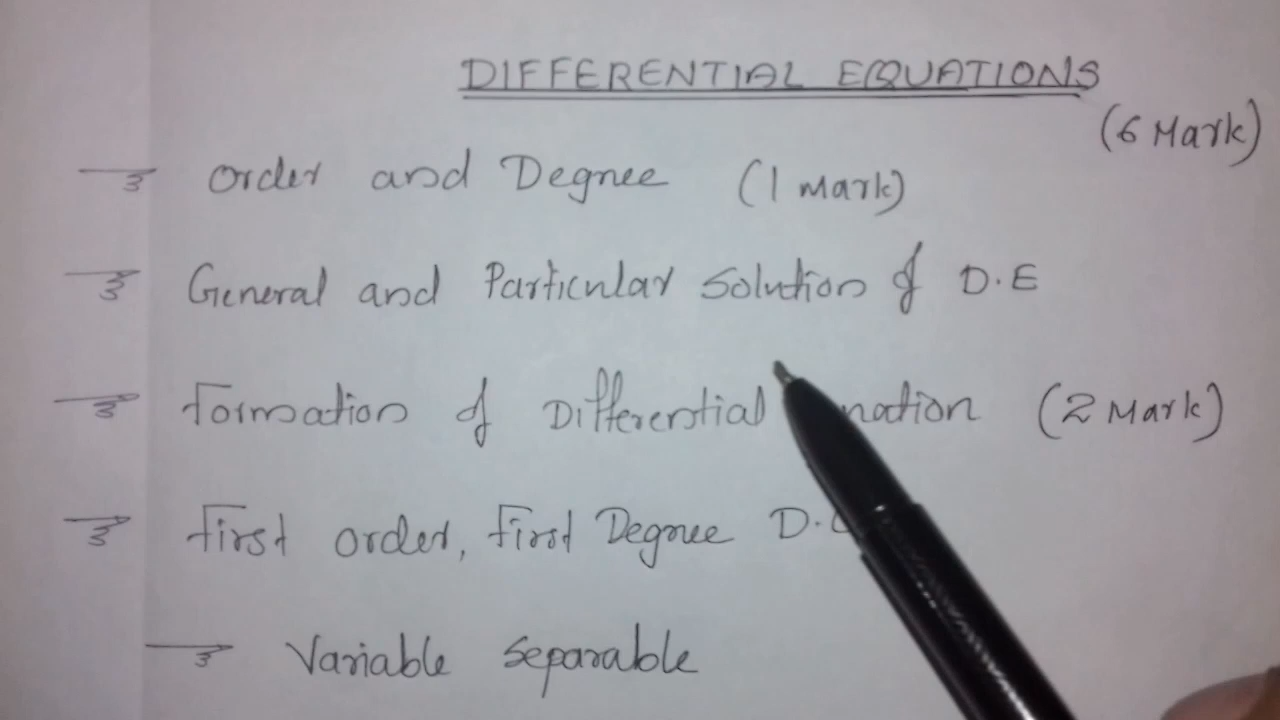 DIFFERENTIAL EQUATIONS
(6 Mark)
Order and Degree (1 Mark)
General and Particular Solution of D.E
Formation of Differential (2 Mark)
First order, First Degree D.
Variable Separable